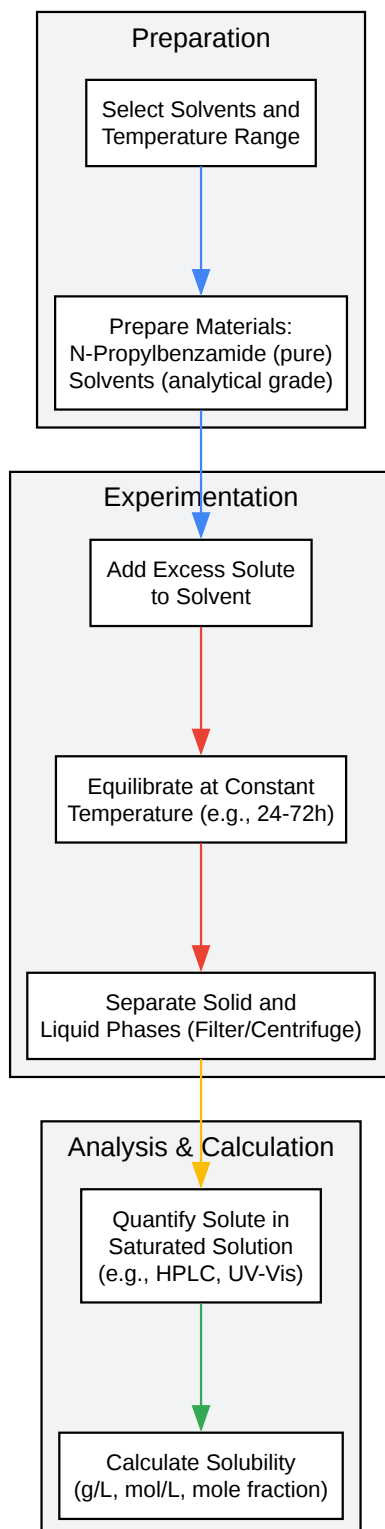 Preparation
Select Solvents and
Temperature Range
Prepare Materials:
N-Propylbenzamide (pure)
Solvents (analytical grade)
Experimentation
Add Excess Solute
to Solvent
Equilibrate at Constant
Temperature (e.g., 24-72h)
Separate Solid and
Liquid Phases (Filter/Centrifuge)
Analysis & Calculation
Quantify Solute in
Saturated Solution
(e.g., HPLC, UV-Vis)
Calculate Solubility
(g/L, mol/L, mole fraction)